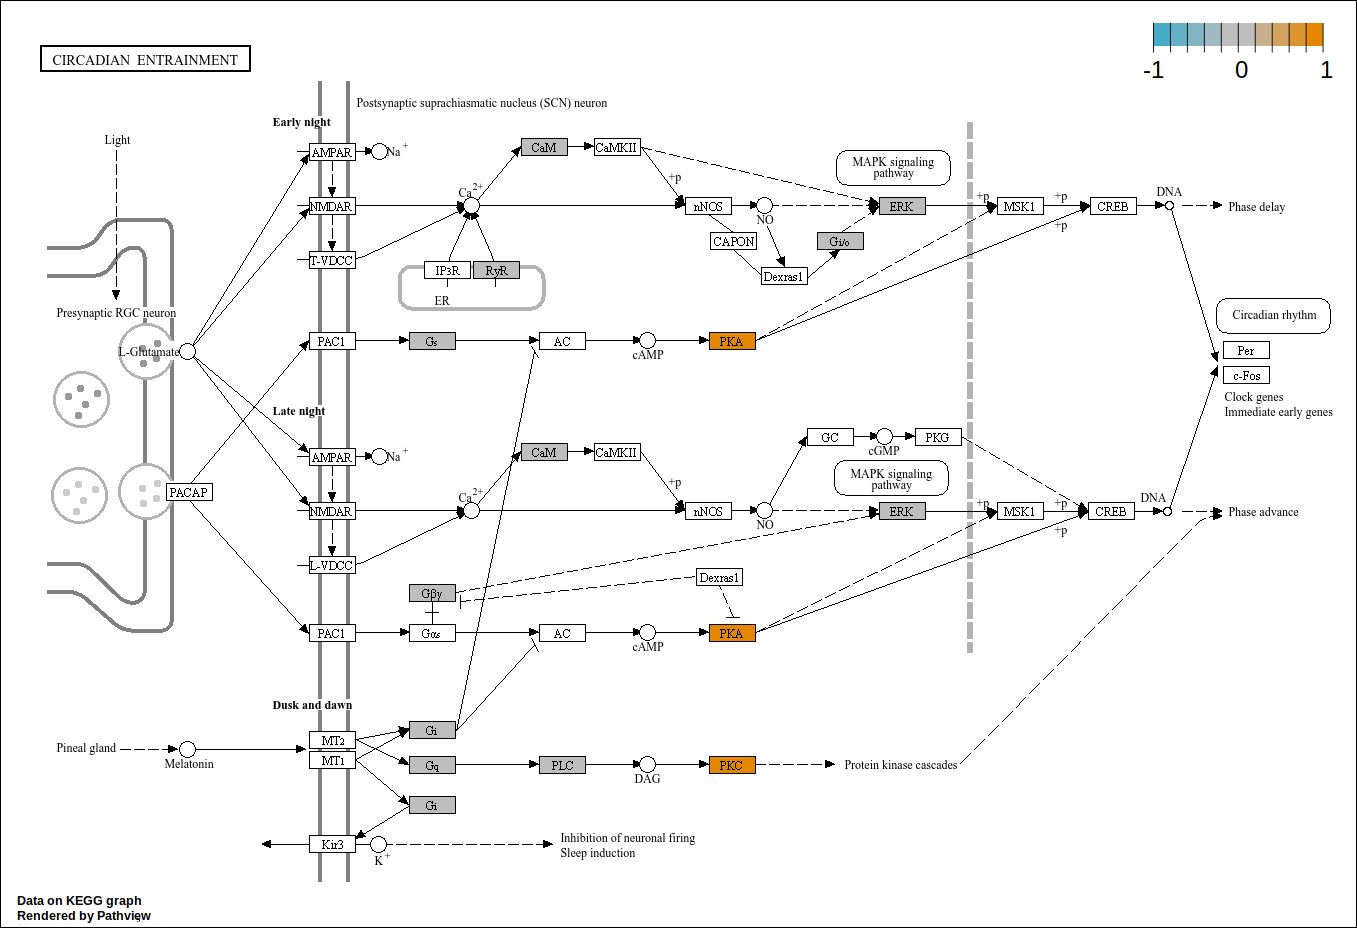 CIRCADIAN ENTRAINMENT
-1 0 1
Postsynaptic suprachiasmatic nucleus (SCN) neuron
Early night
Light
AMPAR
Na+
CaM
CaMKII
MAPK signaling
pathway
+p
Ca2+
NMDAR
nNOS
NO
ERK
+p
MSK1
+p
CREB
+p
DNA
Phase delay
CAPON
Gi/o
T-VDCC
IP3R
RyR
Dexras1
ER
Presynaptic RGC neuron
Circadian rhythm
L-Glutamate
PAC1
Gs
AC
cAMP
PKA
Per
c-Fos
Clock genes
Immediate early genes
Late night
AMPAR
Na+
CaM
CaMKII
GC
cGMP
PKG
MAPK signaling
pathway
+p
PACAP
Ca2+
NMDAR
nNOS
NO
ERK
+p
MSK1
+p
CREB
+p
DNA
Phase advance
L-VDCC
Dexras1
Gβγ
PAC1
Gαs
AC
cAMP
PKA
Dusk and dawn
Pineal gland
Melatonin
MT2
MT1
Gi
Gq
PLC
DAG
PKC
Protein kinase cascades
Gi
Kir3
K+
Inhibition of neuronal firing
Sleep induction
Data on KEGG graph
Rendered by Pathview